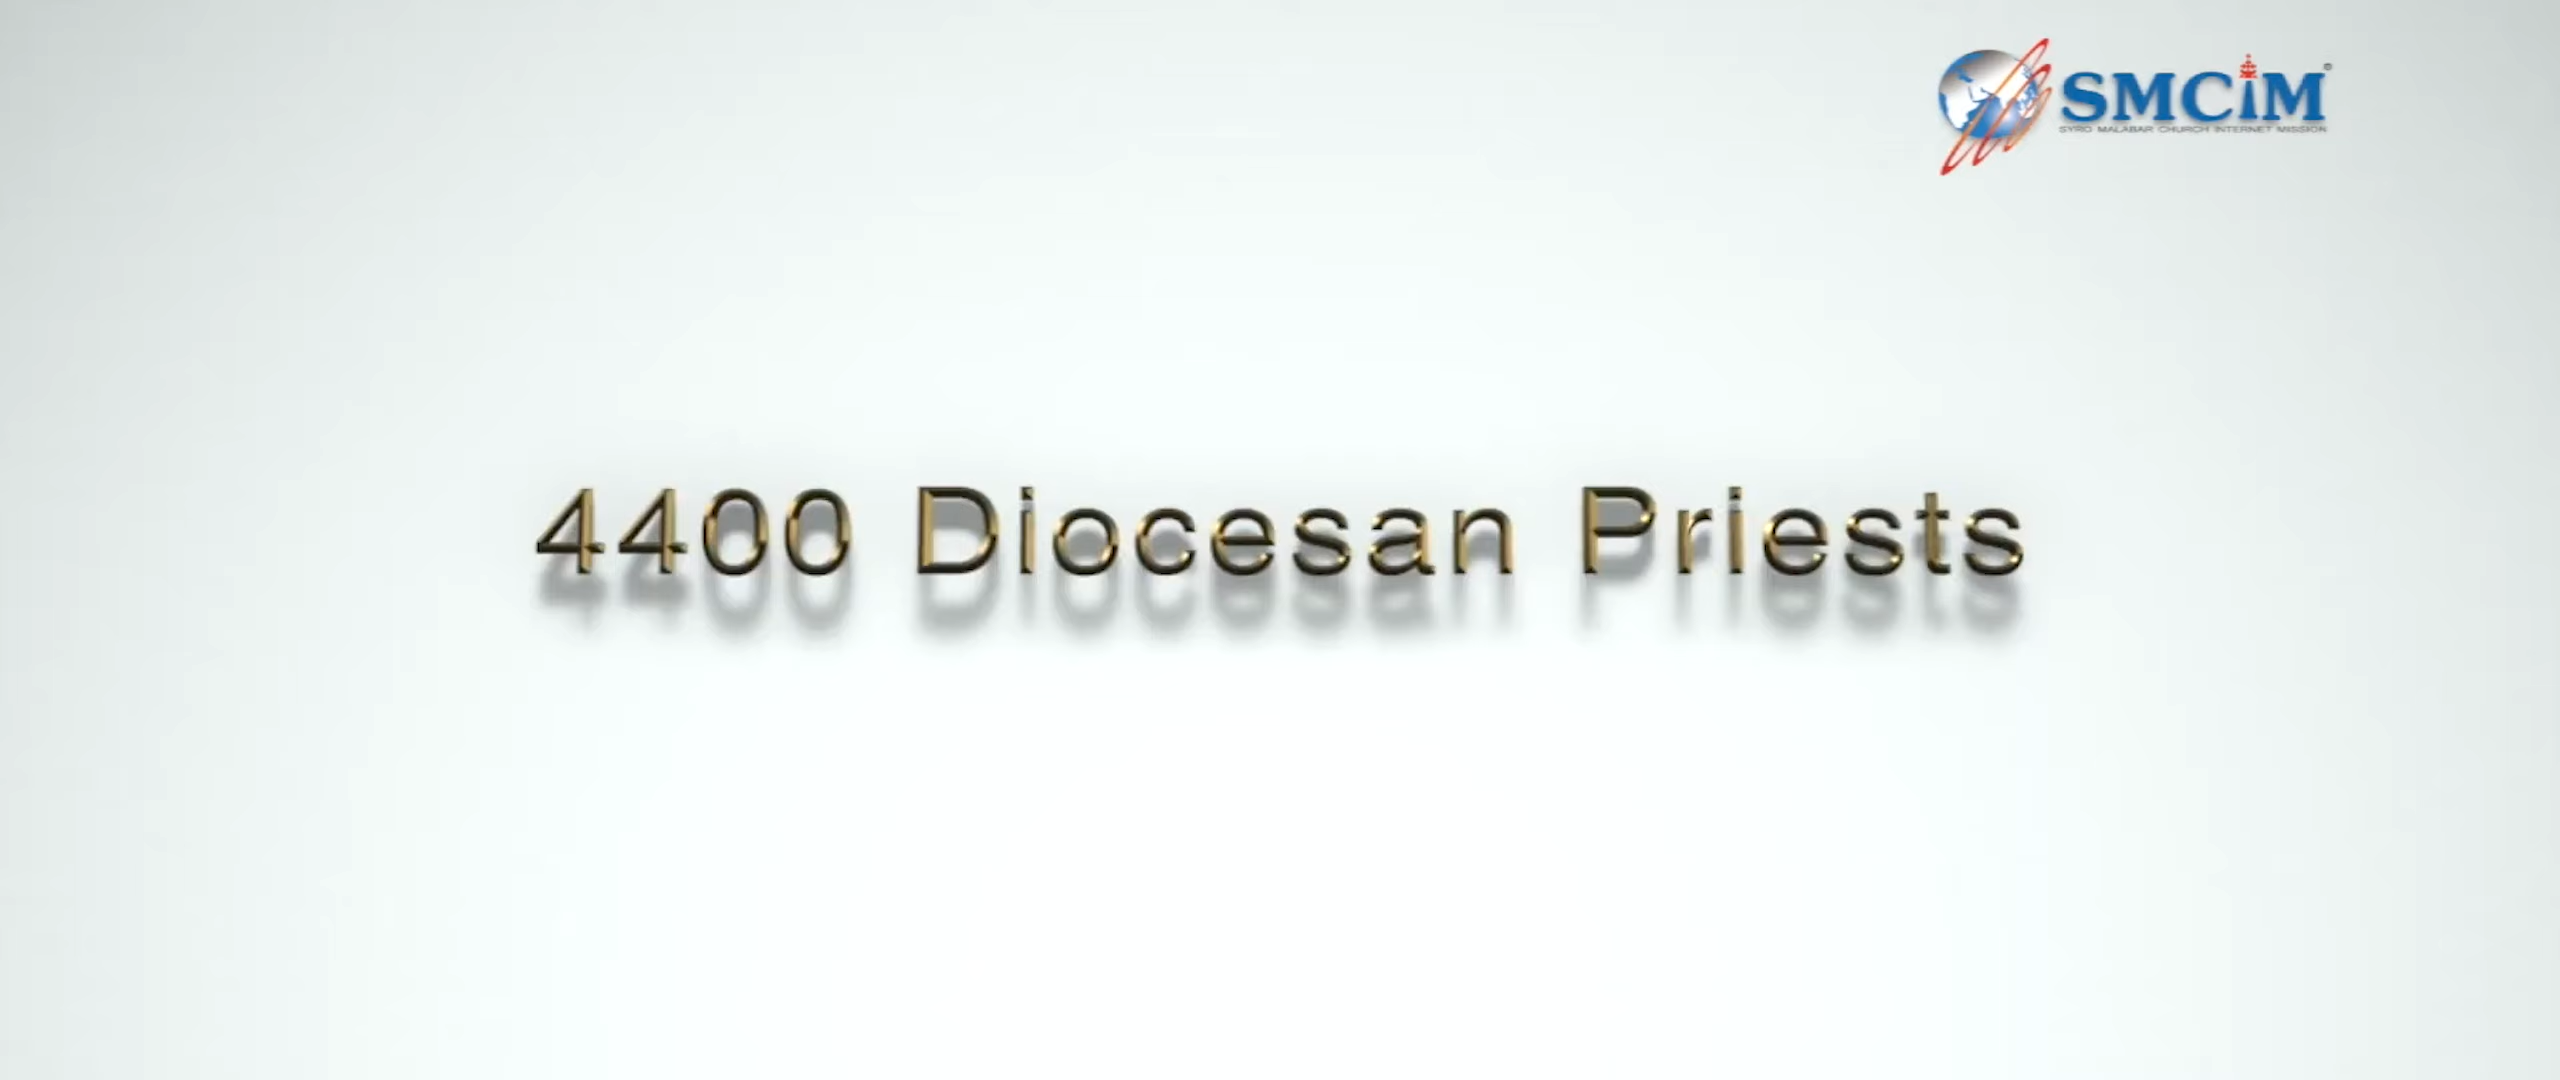 SMCiM
SYRO MALABAR CHURCH INTERNET MISSION
4400 Diocesan Priests